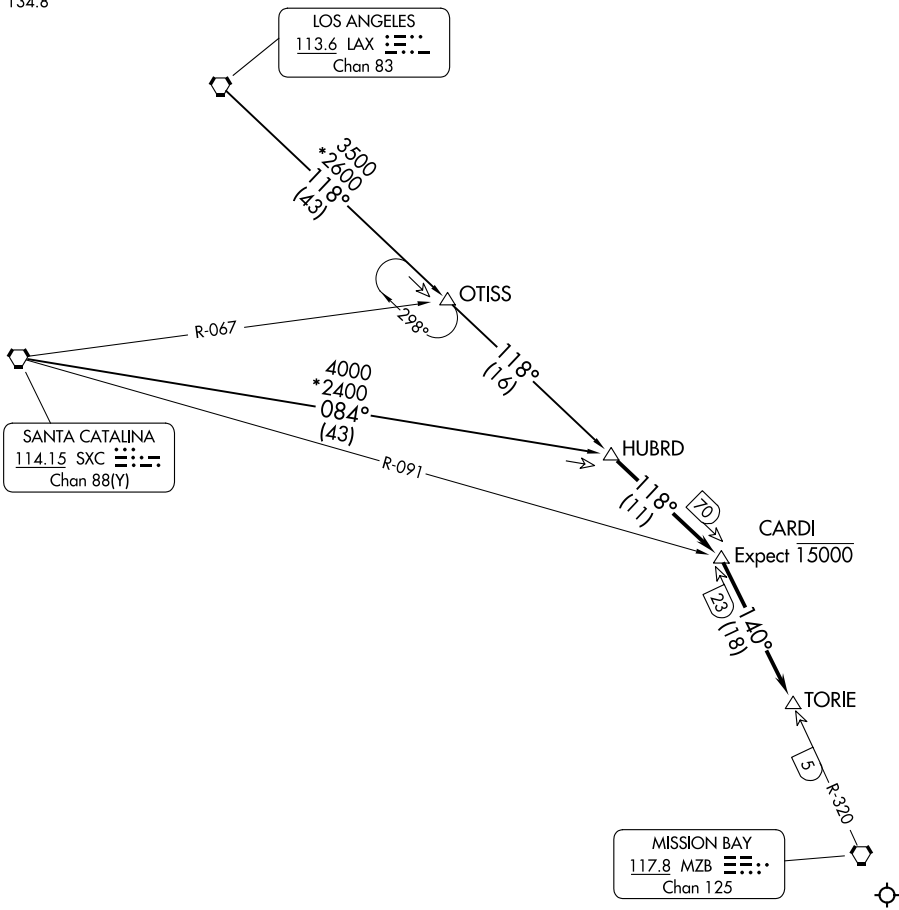 134.8
LOS ANGELES
113.6 LAX
Chan 83
3500
*2600
118°
(43)
OTISS
298°
R-067
118°
(16)
4000
*2400
084°
(43)
SANTA CATALINA
114.15 SXC
Chan 88(Y)
HUBRD
R-091
118°
(11)
70
CARDI
Expect 15000
23
140°
(18)
TORIE
5
R-320
MISSION BAY
117.8 MZB
Chan 125